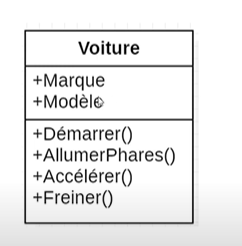 Voiture
+Marque
+Modèle
+Démarrer()
+AllumerPhares()
+Accélérer()
+Freiner()